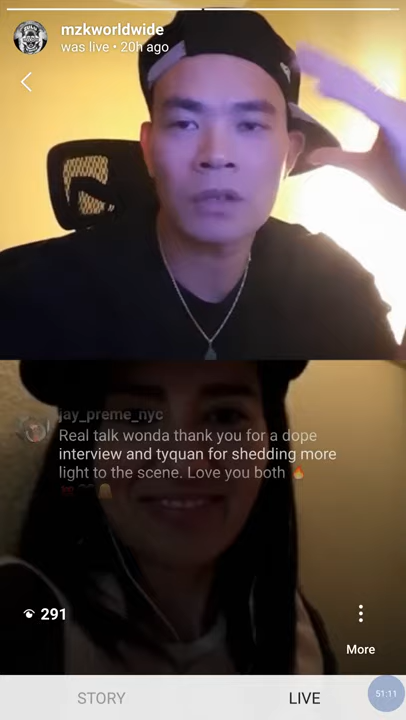 mzkworldwide
was live • 20h ago
jay_preme_nyc
Real talk wonda thank you for a dope
interview and tyquan for shedding more
light to the scene. Love you both 🔥
291
More
STORY
LIVE
51:11